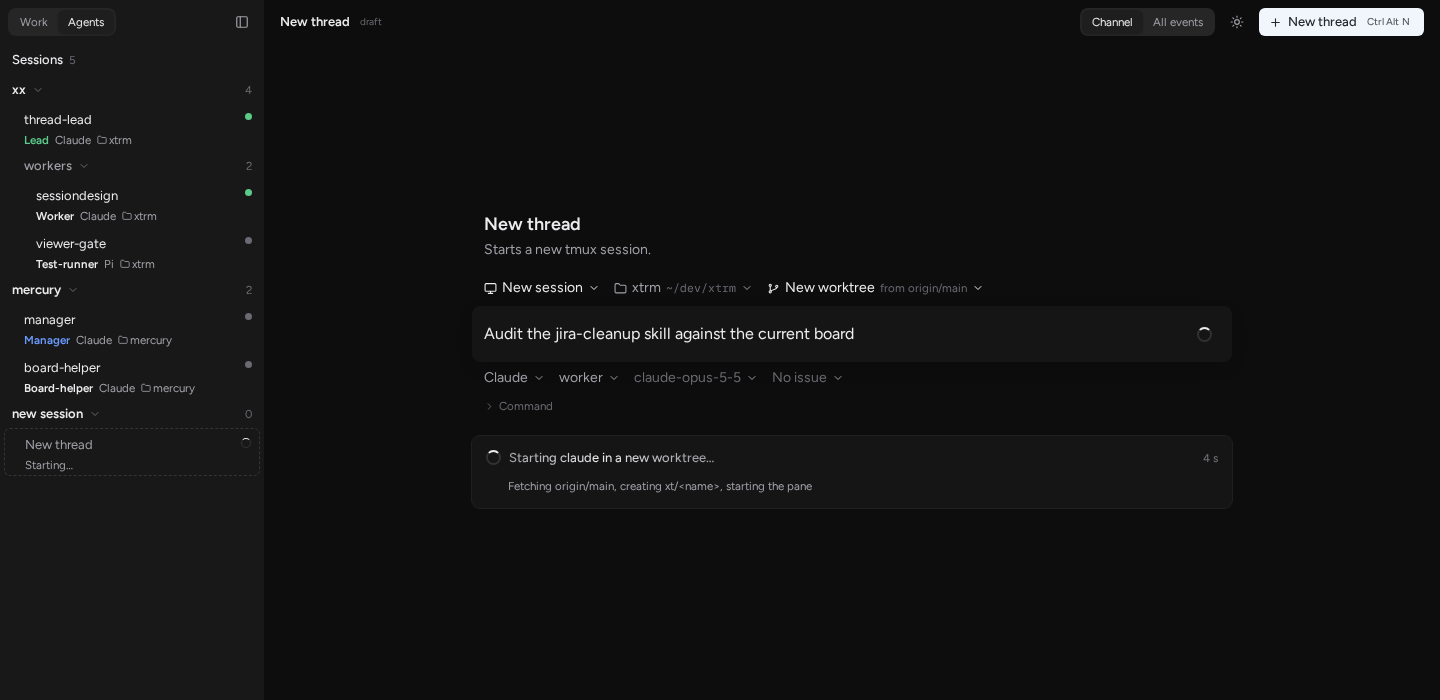 Work Agents
New thread draft
Channel All events
New thread Ctrl Alt N
Sessions 5
xx 4
thread-lead
Lead Claude xtrm
workers 2
sessiondesign
Worker Claude xtrm
viewer-gate
Test-runner Pi xtrm
mercury 2
manager
Manager Claude mercury
board-helper
Board-helper Claude mercury
new session 0
New thread
Starting...
New thread
Starts a new tmux session.
New session xtrm ~/dev/xtrm New worktree from origin/main
Audit the jira-cleanup skill against the current board
Claude worker claude-opus-5-5 No issue
Command
Starting claude in a new worktree... 4 s
Fetching origin/main, creating xt/<name>, starting the pane